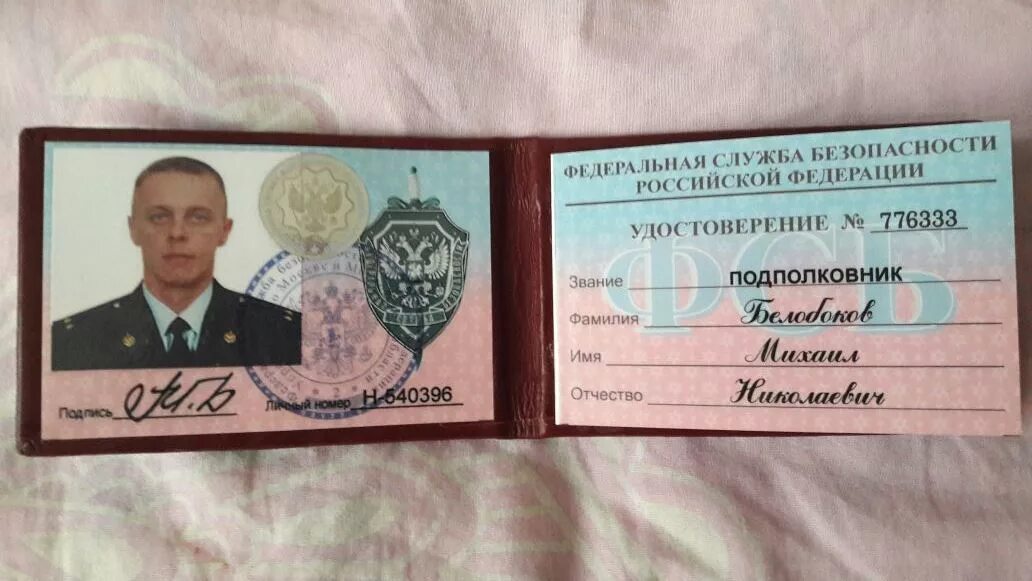 Подпись
Личный номер Н-540396
ФЕДЕРАЛЬНАЯ СЛУЖБА БЕЗОПАСНОСТИ
РОССИЙСКОЙ ФЕДЕРАЦИИ
УДОСТОВЕРЕНИЕ № 776333
ФСБ
Звание ПОДПОЛКОВНИК
Фамилия Белобоков
Имя Михаил
Отчество Николаевич